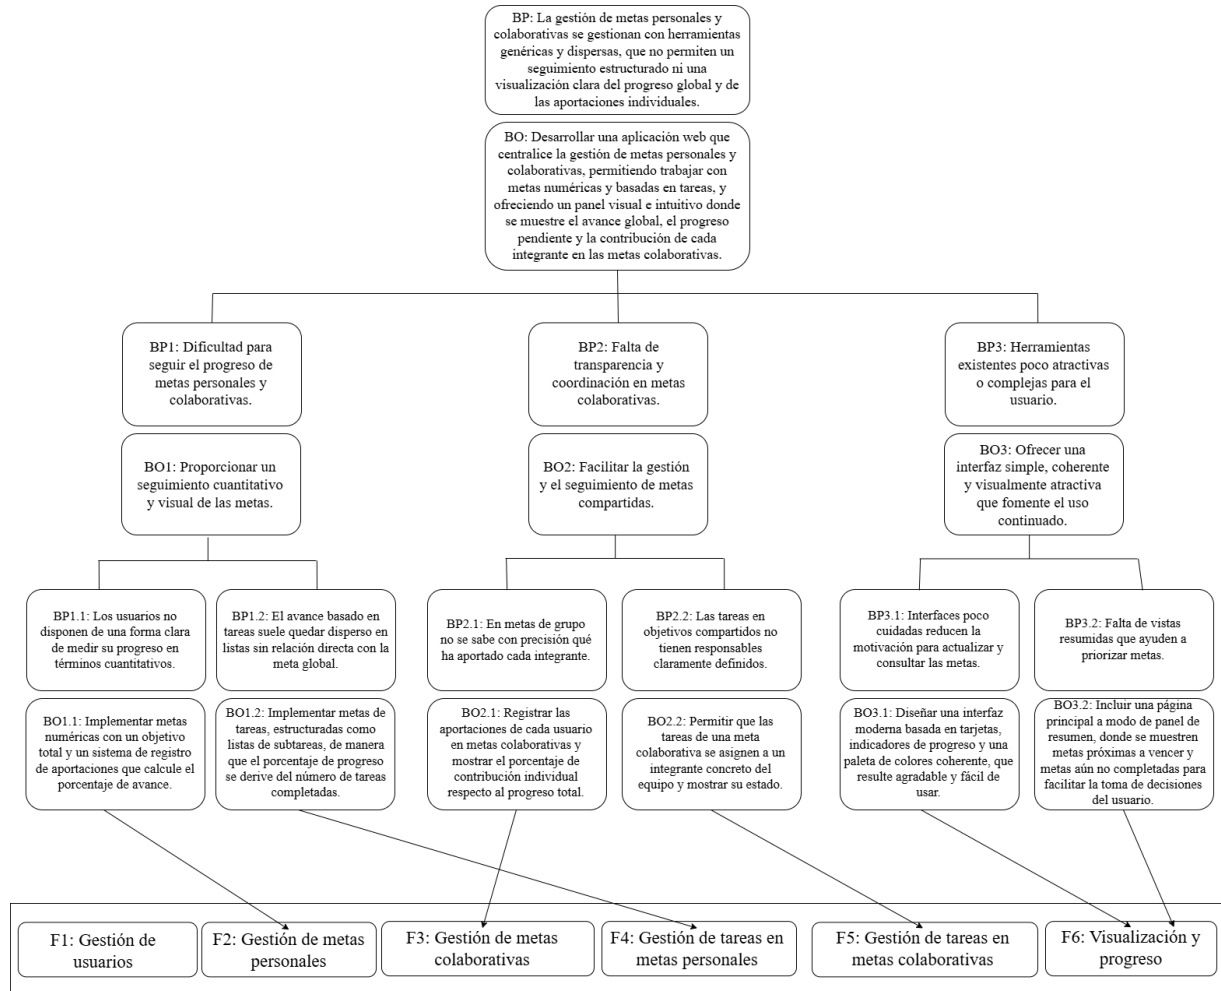 BP: La gestión de metas personales y
colaborativas se gestionan con herramientas
genéricas y dispersas, que no permiten un
seguimiento estructurado ni una
visualización clara del progreso global y de
las aportaciones individuales.
BO: Desarrollar una aplicación web que
centralice la gestión de metas personales y
colaborativas, permitiendo trabajar con
metas numéricas y basadas en tareas, y
ofreciendo un panel visual e intuitivo donde
se muestre el avance global, el progreso
pendiente y la contribución de cada
integrante en las metas colaborativas.
BP1: Dificultad para
seguir el progreso de
metas personales y
colaborativas.
BO1: Proporcionar un
seguimiento cuantitativo
y visual de las metas.
BP2: Falta de
transparencia y
coordinación en metas
colaborativas.
BO2: Facilitar la gestión
y el seguimiento de metas
compartidas.
BP3: Herramientas
existentes poco atractivas
o complejas para el
usuario.
BO3: Ofrecer una
interfaz simple, coherente
y visualmente atractiva
que fomente el uso
continuado.
BP1.1: Los usuarios no
disponen de una forma clara
de medir su progreso en
términos cuantitativos.
BO1.1: Implementar metas
numéricas con un objetivo
total y un sistema de registro
de aportaciones que calcule el
porcentaje de avance.
BP1.2: El avance basado en
tareas suele quedar disperso en
listas sin relación directa con la
meta global.
BO1.2: Implementar metas de
tareas, estructuradas como
listas de subtareas, de manera
que el porcentaje de progreso
se derive del número de tareas
completadas.
BP2.1: En metas de grupo
no se sabe con precisión qué
ha aportado cada integrante.
BO2.1: Registrar las
aportaciones de cada usuario
en metas colaborativas y
mostrar el porcentaje de
contribución individual
respecto al progreso total.
BP2.2: Las tareas en
objetivos compartidos no
tienen responsables
claramente definidos.
BO2.2: Permitir que las
tareas de una meta
colaborativa se asignen a un
integrante concreto del
equipo y mostrar su estado.
BP3.1: Interfaces poco
cuidadas reducen la
motivación para actualizar y
consultar las metas.
BO3.1: Diseñar una interfaz
moderna basada en tarjetas,
indicadores de progreso y una
paleta de colores coherente, que
resulte agradable y fácil de
usar.
BP3.2: Falta de vistas
resumidas que ayuden a
priorizar metas.
BO3.2: Incluir una página
principal a modo de panel de
resumen, donde se muestren
metas próximas a vencer y
metas aún no completadas para
facilitar la toma de decisiones
del usuario.
F1: Gestión de
usuarios
F2: Gestión de metas
personales
F3: Gestión de metas
colaborativas
F4: Gestión de tareas en
metas personales
F5: Gestión de tareas en
metas colaborativas
F6: Visualización y
progreso